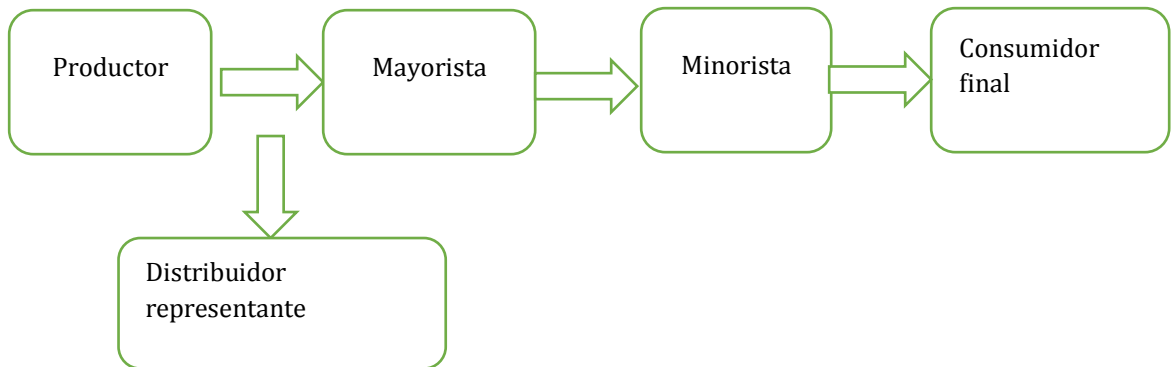 Productor
Mayorista
Minorista
Consumidor
final
Distribuidor
representante